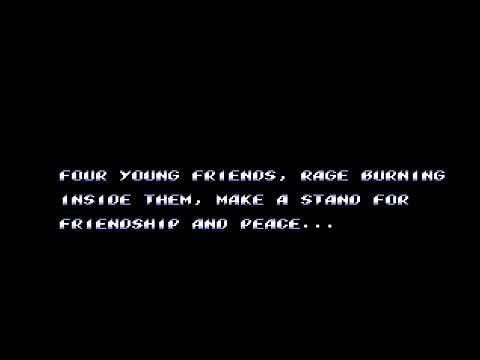 FOUR YOUNG FRIENDS, RAGE BURNING
INSIDE THEM, MAKE A STAND FOR
FRIENDSHIP AND PEACE...